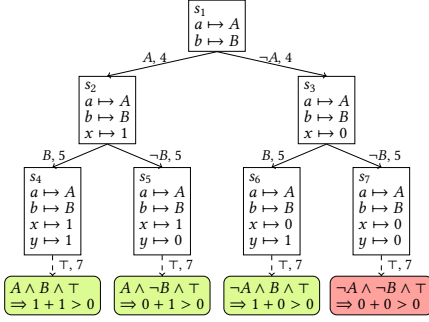 s₁
a ↦ A
b ↦ B
A, 4
¬A, 4
s₂
a ↦ A
b ↦ B
x ↦ 1
s₃
a ↦ A
b ↦ B
x ↦ 0
B, 5
¬B, 5
B, 5
¬B, 5
s₄
a ↦ A
b ↦ B
x ↦ 1
y ↦ 1
s₅
a ↦ A
b ↦ B
x ↦ 1
y ↦ 0
s₆
a ↦ A
b ↦ B
x ↦ 0
y ↦ 1
s₇
a ↦ A
b ↦ B
x ↦ 0
y ↦ 0
⊤, 7
⊤, 7
⊤, 7
⊤, 7
A ∧ B ∧ ⊤
⇒ 1 + 1 > 0
A ∧ ¬B ∧ ⊤
⇒ 0 + 1 > 0
¬A ∧ B ∧ ⊤
⇒ 1 + 0 > 0
¬A ∧ ¬B ∧ ⊤
⇒ 0 + 0 > 0